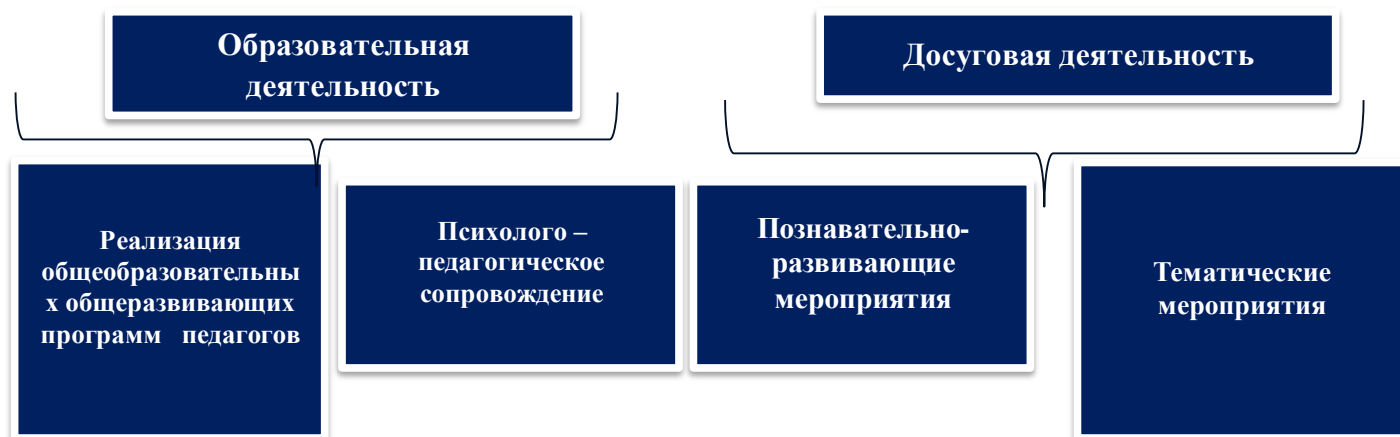 Образовательная
деятельность
Досуговая деятельность
Реализация
общеобразовательны
х общеразвивающих
программ педагогов
Психолого –
педагогическое
сопровождение
Познавательно-
развивающие
мероприятия
Тематические
мероприятия